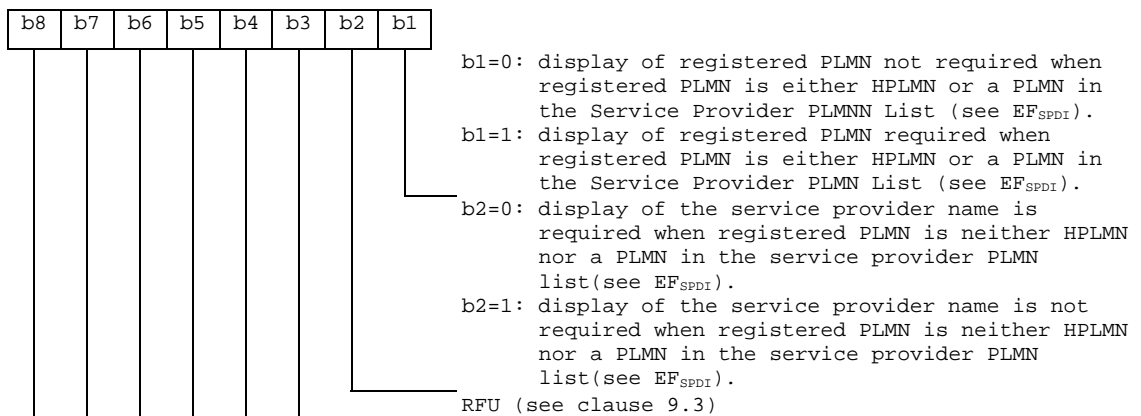 b8 b7 b6 b5 b4 b3 b2 b1
b1=0: display of registered PLMN not required when
registered PLMN is either HPLMN or a PLMN in
the Service Provider PLMNN List (see EFSPDI).
b1=1: display of registered PLMN required when
registered PLMN is either HPLMN or a PLMN in
the Service Provider PLMN List (see EFSPDI).
b2=0: display of the service provider name is
required when registered PLMN is neither HPLMN
nor a PLMN in the service provider PLMN
list(see EFSPDI).
b2=1: display of the service provider name is not
required when registered PLMN is neither HPLMN
nor a PLMN in the service provider PLMN
list(see EFSPDI).
RFU (see clause 9.3)